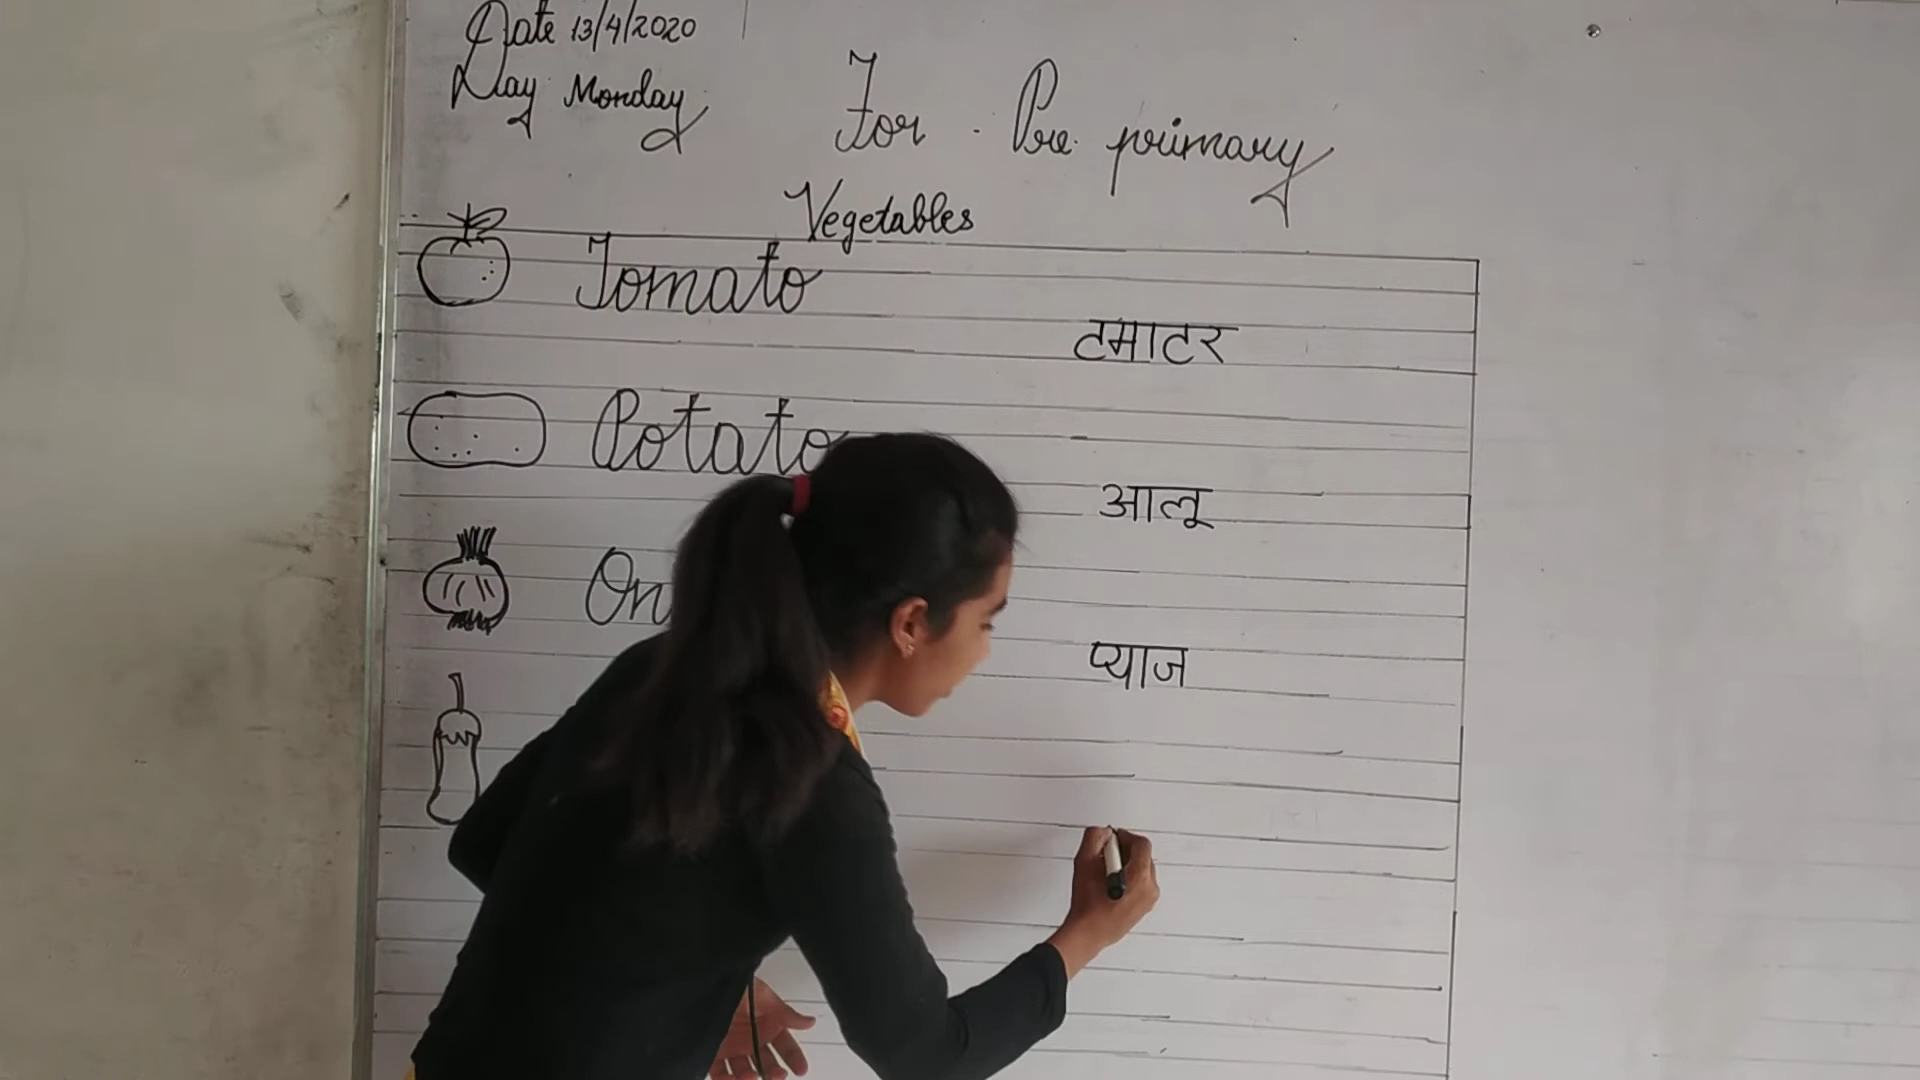 Date 13/4/2020
Day Monday
For - Pre primary
Vegetables
Tomato
टमाटर
Potato
आलू
On
प्याज